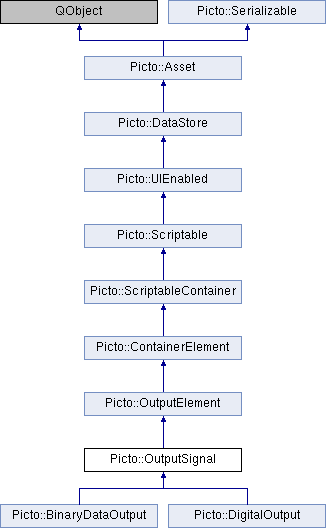 QObject
Picto::Serializable
Picto::Asset
Picto::DataStore
Picto::UIEnabled
Picto::Scriptable
Picto::ScriptableContainer
Picto::ContainerElement
Picto::OutputElement
Picto::OutputSignal
Picto::BinaryDataOutput
Picto::DigitalOutput